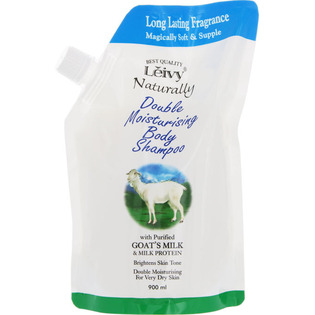 Long Lasting Fragrance
Magically Soft & Supple
BEST QUALITY
Lěivy®
Naturally
Double
Moisturising
Body
Shampoo
with Purified
GOAT'S MILK
& MILK PROTEIN
Brightens Skin Tone
Double Moisturising
For Very Dry Skin
900 ml